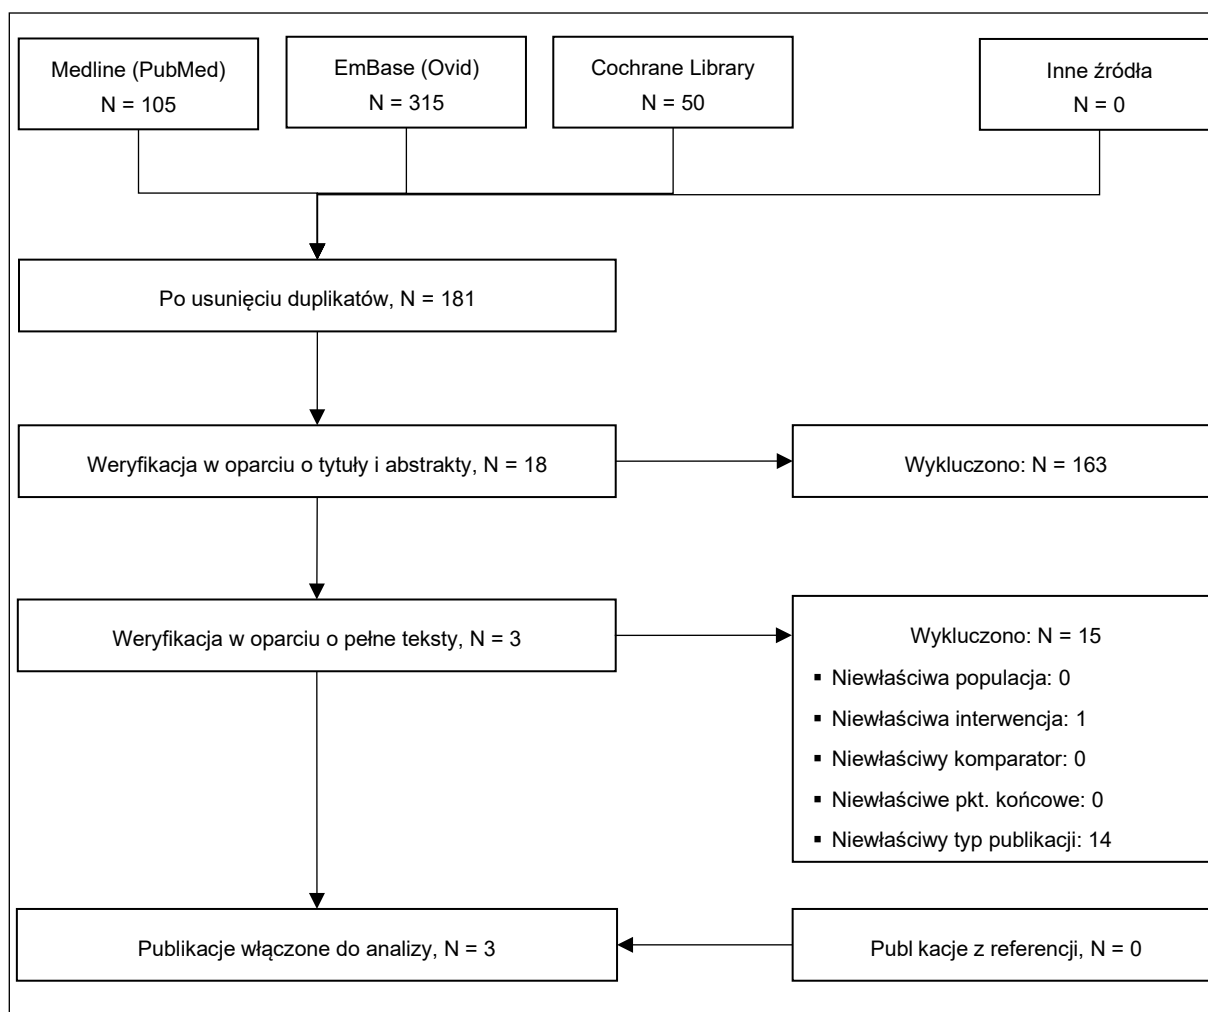 Medline (PubMed)
N = 105
EmBase (Ovid)
N = 315
Cochrane Library
N = 50
Inne źródła
N = 0
Po usunięciu duplikatów, N = 181
Weryfikacja w oparciu o tytuły i abstrakty, N = 18
Wykluczono: N = 163
Weryfikacja w oparciu o pełne teksty, N = 3
Wykluczono: N = 15
▪ Niewłaściwa populacja: 0
▪ Niewłaściwa interwencja: 1
▪ Niewłaściwy komparator: 0
▪ Niewłaściwe pkt. końcowe: 0
▪ Niewłaściwy typ publikacji: 14
Publikacje włączone do analizy, N = 3
Publ kacje z referencji, N = 0